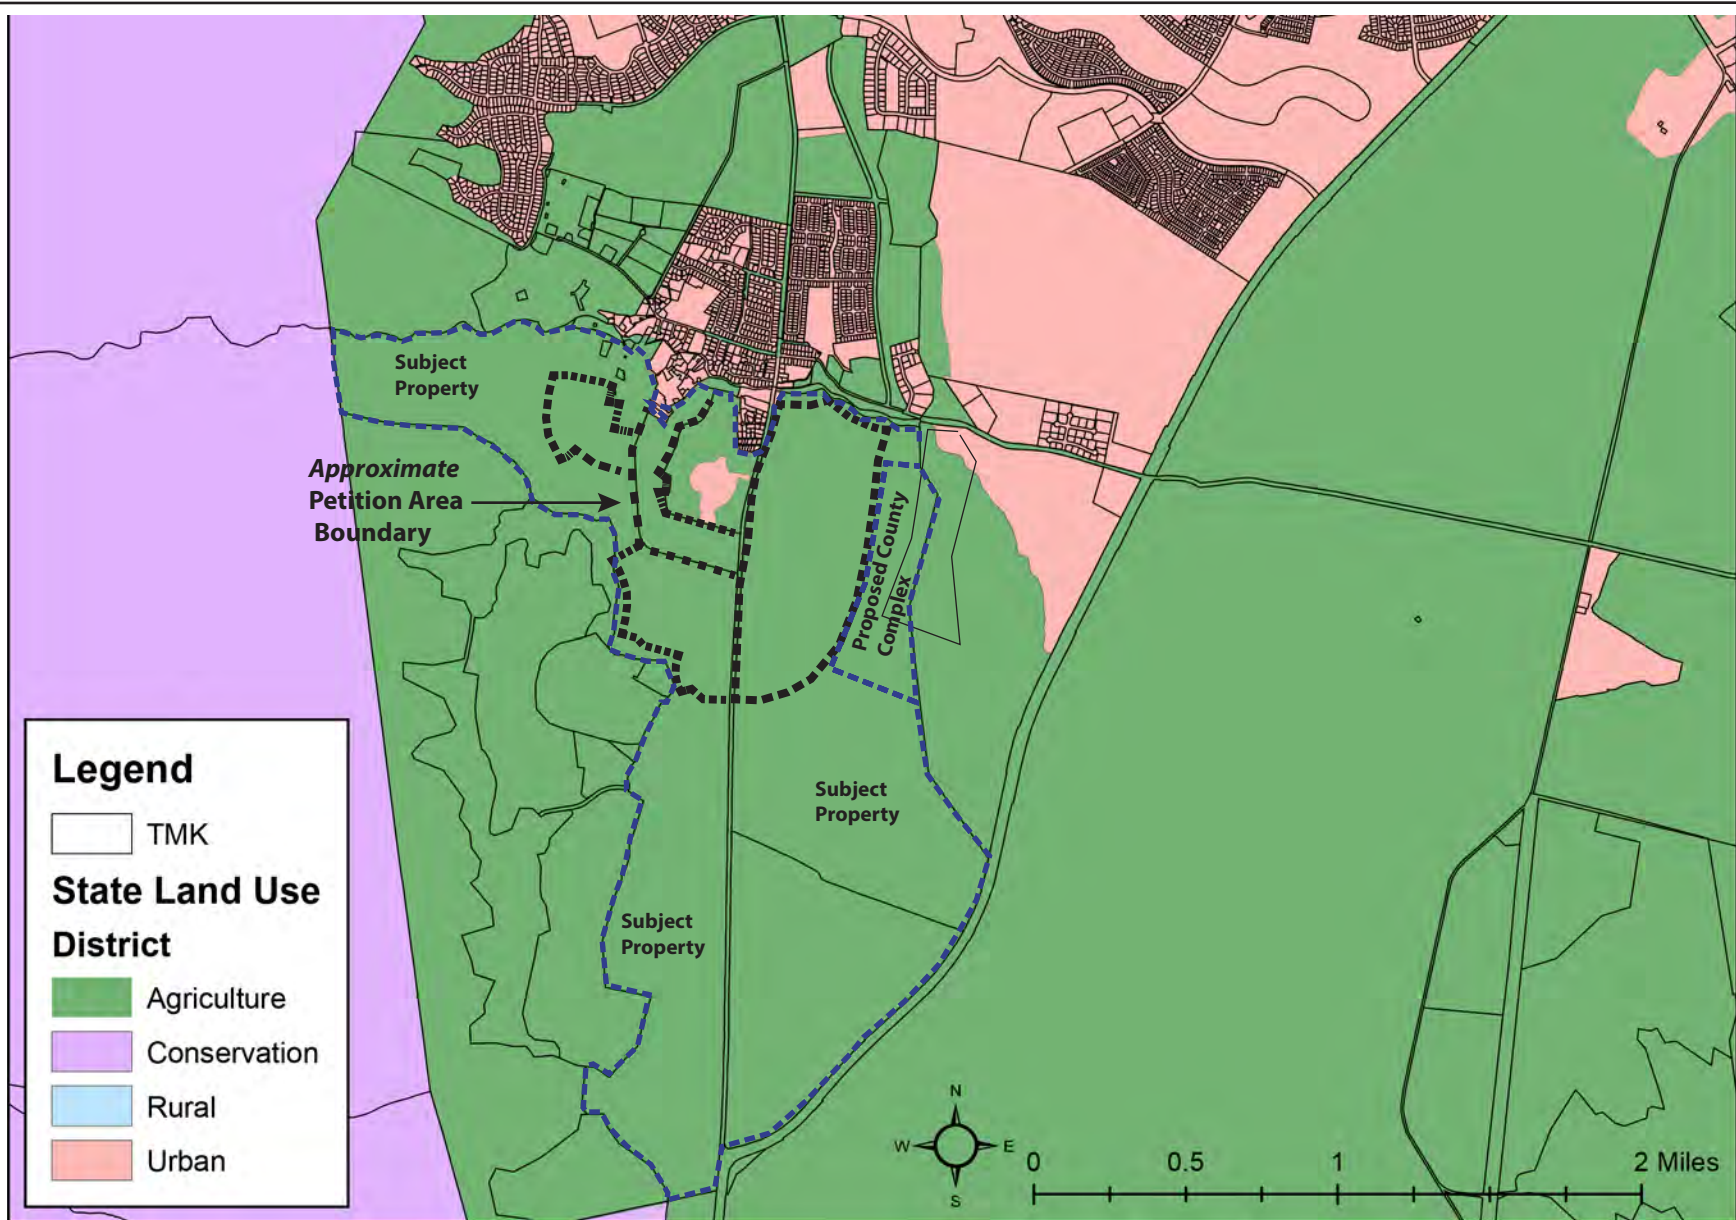 Subject
Property
Approximate
Petition Area
Boundary
Proposed County
Complex
Subject
Property
Subject
Property
Legend
TMK
State Land Use
District
Agriculture
Conservation
Rural
Urban
N
W E
S
0 0.5 1 2 Miles